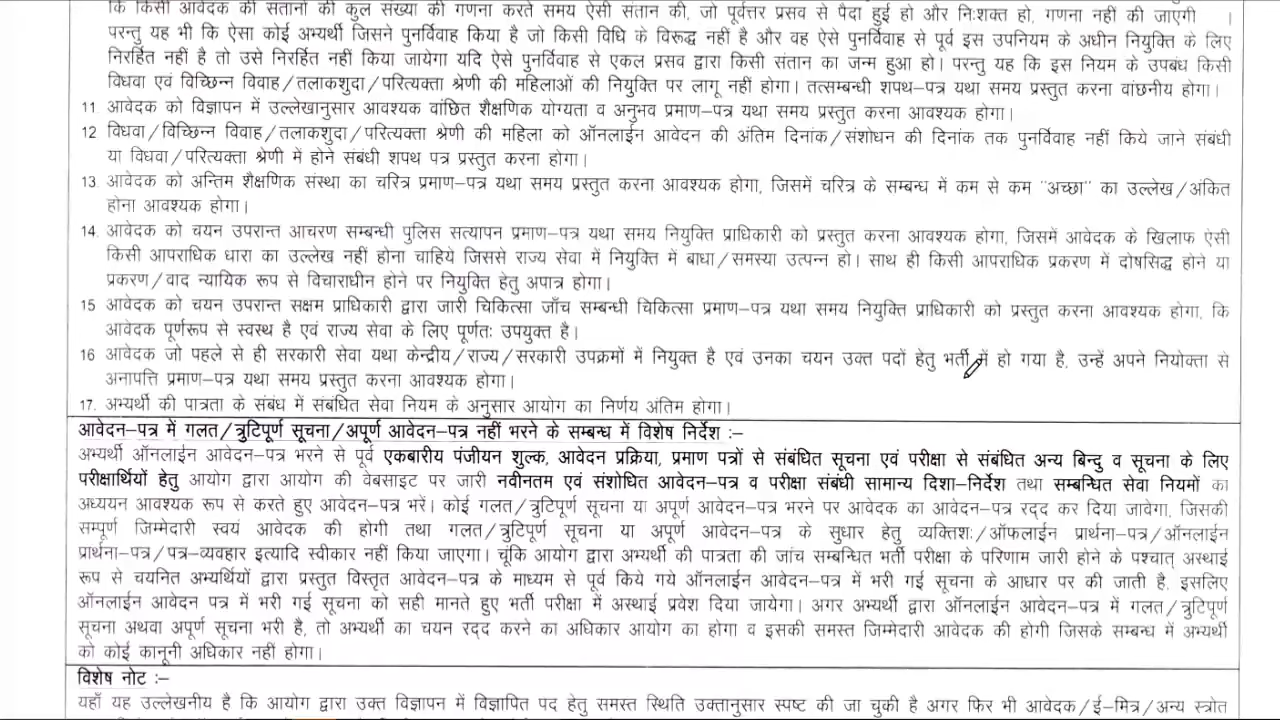 कि किसी आवेदक की संतानों की कुल संख्या की गणना करते समय ऐसी संतान की, जो पूर्वत्तर प्रसव से पैदा हुई हो और निःशक्त हो, गणना नहीं की जाएगी ।
परन्तु यह भी कि ऐसा कोई अभ्यर्थी जिसने पुनर्विवाह किया है जो किसी विधि के विरूद्ध नहीं है और वह ऐसे पुनर्विवाह से पूर्व इस उपनियम के अधीन नियुक्ति के लिए
निरर्हित नहीं है तो उसे निरर्हित नहीं किया जायेगा यदि ऐसे पुनर्विवाह से एकल प्रसव द्वारा किसी संतान का जन्म हुआ हो। परन्तु यह कि इस नियम के उपबंध किसी
विधवा एवं विच्छिन्न विवाह/तलाकशुदा/परित्यक्ता श्रेणी की महिलाओं की नियुक्ति पर लागू नहीं होगा। तत्सम्बन्धी शपथ-पत्र यथा समय प्रस्तुत करना वांछनीय होगा।
11. आवेदक को विज्ञापन में उल्लेखानुसार आवश्यक वांछित शैक्षणिक योग्यता व अनुभव प्रमाण-पत्र यथा समय प्रस्तुत करना आवश्यक होगा।
12 विधवा/विच्छिन्न विवाह/तलाकशुदा/परित्यक्ता श्रेणी की महिला को ऑनलाईन आवेदन की अंतिम दिनांक/संशोधन की दिनांक तक पुनर्विवाह नहीं किये जाने संबंधी
या विधवा/परित्यक्ता श्रेणी में होने संबंधी शपथ पत्र प्रस्तुत करना होगा।
13. आवेदक को अन्तिम शैक्षणिक संस्था का चरित्र प्रमाण-पत्र यथा समय प्रस्तुत करना आवश्यक होगा, जिसमें चरित्र के सम्बन्ध में कम से कम "अच्छा" का उल्लेख/अंकित
होना आवश्यक होगा।
14. आवेदक को चयन उपरान्त आचरण सम्बन्धी पुलिस सत्यापन प्रमाण-पत्र यथा समय नियुक्ति प्राधिकारी को प्रस्तुत करना आवश्यक होगा, जिसमें आवेदक के खिलाफ ऐसी
किसी आपराधिक धारा का उल्लेख नहीं होना चाहिये जिससे राज्य सेवा में नियुक्ति में बाधा/समस्या उत्पन्न हो। साथ ही किसी आपराधिक प्रकरण में दोषसिद्ध होने या
प्रकरण/वाद न्यायिक रूप से विचाराधीन होने पर नियुक्ति हेतु अपात्र होगा।
15 आवेदक को चयन उपरान्त सक्षम प्राधिकारी द्वारा जारी चिकित्सा जाँच सम्बन्धी चिकित्सा प्रमाण-पत्र यथा समय नियुक्ति प्राधिकारी को प्रस्तुत करना आवश्यक होगा, कि
आवेदक पूर्णरूप से स्वस्थ है एवं राज्य सेवा के लिए पूर्णतः उपयुक्त है।
16 आवेदक जो पहले से ही सरकारी सेवा यथा केन्द्रीय/राज्य/सरकारी उपक्रमों में नियुक्त है एवं उनका चयन उक्त पदों हेतु भर्ती में हो गया है, उन्हें अपने नियोक्ता से
अनापत्ति प्रमाण-पत्र यथा समय प्रस्तुत करना आवश्यक होगा।
17. अभ्यर्थी की पात्रता के संबंध में संबंधित सेवा नियम के अनुसार आयोग का निर्णय अंतिम होगा।
आवेदन-पत्र में गलत/त्रुटिपूर्ण सूचना/अपूर्ण आवेदन-पत्र नहीं भरने के सम्बन्ध में विशेष निर्देश :-
अभ्यर्थी ऑनलाईन आवेदन-पत्र भरने से पूर्व एकबारीय पंजीयन शुल्क, आवेदन प्रक्रिया, प्रमाण पत्रों से संबंधित सूचना एवं परीक्षा से संबंधित अन्य बिन्दु व सूचना के लिए
परीक्षार्थियों हेतु आयोग द्वारा आयोग की वेबसाइट पर जारी नवीनतम एवं संशोधित आवेदन-पत्र व परीक्षा संबंधी सामान्य दिशा-निर्देश तथा सम्बन्धित सेवा नियमों का
अध्ययन आवश्यक रूप से करते हुए आवेदन-पत्र भरें। कोई गलत/त्रुटिपूर्ण सूचना या अपूर्ण आवेदन-पत्र भरने पर आवेदक का आवेदन-पत्र रद्द कर दिया जावेगा, जिसकी
सम्पूर्ण जिम्मेदारी स्वयं आवेदक की होगी तथा गलत/त्रुटिपूर्ण सूचना या अपूर्ण आवेदन-पत्र के सुधार हेतु व्यक्तिशः/ऑफलाईन प्रार्थना-पत्र/ऑनलाईन
प्रार्थना-पत्र/पत्र-व्यवहार इत्यादि स्वीकार नहीं किया जाएगा। चूंकि आयोग द्वारा अभ्यर्थी की पात्रता की जांच सम्बन्धित भर्ती परीक्षा के परिणाम जारी होने के पश्चात् अस्थाई
रूप से चयनित अभ्यर्थियों द्वारा प्रस्तुत विस्तृत आवेदन-पत्र के माध्यम से पूर्व किये गये ऑनलाईन आवेदन-पत्र में भरी गई सूचना के आधार पर की जाती है, इसलिए
ऑनलाईन आवेदन पत्र में भरी गई सूचना को सही मानते हुए भर्ती परीक्षा में अस्थाई प्रवेश दिया जायेगा। अगर अभ्यर्थी द्वारा ऑनलाईन आवेदन-पत्र में गलत/त्रुटिपूर्ण
सूचना अथवा अपूर्ण सूचना भरी है, तो अभ्यर्थी का चयन रद्द करने का अधिकार आयोग का होगा व इसकी समस्त जिम्मेदारी आवेदक की होगी जिसके सम्बन्ध में अभ्यर्थी
को कोई कानूनी अधिकार नहीं होगा।
विशेष नोट :-
यहाँ यह उल्लेखनीय है कि आयोग द्वारा उक्त विज्ञापन में विज्ञापित पद हेतु समस्त स्थिति उक्तानुसार स्पष्ट की जा चुकी है अगर फिर भी आवेदक/ई-मित्र/अन्य स्त्रोत